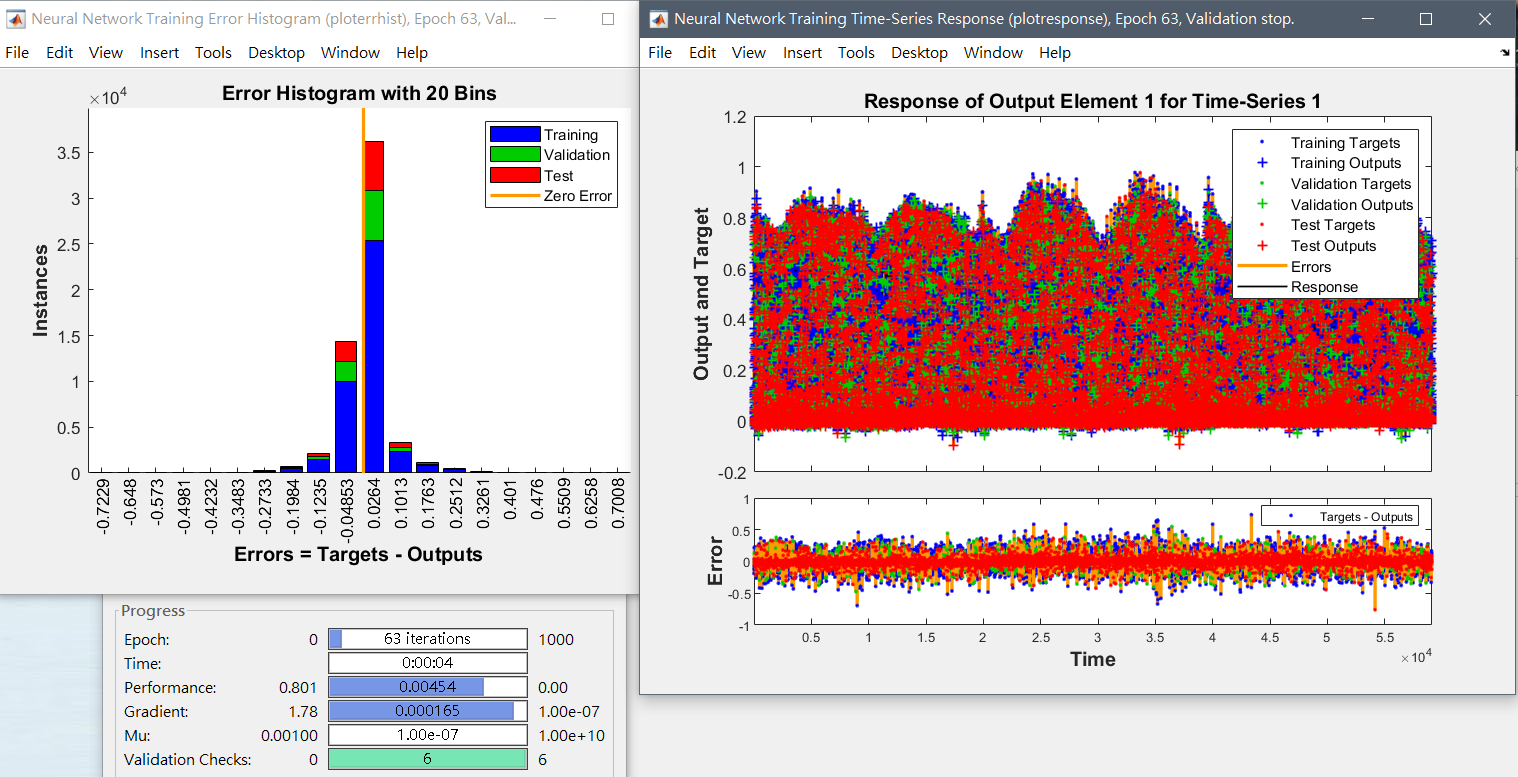 Neural Network Training Error Histogram (ploterrhist), Epoch 63, Val...
File Edit View Insert Tools Desktop Window Help
×10^4
Error Histogram with 20 Bins
Training
Validation
Test
Zero Error
3.5
3
2.5
2
1.5
1
0.5
0
Instances
-0.7229
-0.648
-0.573
-0.4981
-0.4232
-0.3483
-0.2733
-0.1984
-0.1235
-0.04853
0.0264
0.1013
0.1763
0.2512
0.3261
0.401
0.476
0.5509
0.6258
0.7008
Errors = Targets - Outputs
Progress
Epoch: 0 63 iterations 1000
Time: 0:00:04
Performance: 0.801 0.00454 0.00
Gradient: 1.78 0.000165 1.00e-07
Mu: 0.00100 1.00e-07 1.00e+10
Validation Checks: 0 6 6
Neural Network Training Time-Series Response (plotresponse), Epoch 63, Validation stop.
File Edit View Insert Tools Desktop Window Help
Response of Output Element 1 for Time-Series 1
1.2
1
0.8
0.6
0.4
0.2
0
-0.2
Output and Target
Training Targets
Training Outputs
Validation Targets
Validation Outputs
Test Targets
Test Outputs
Errors
Response
1
0.5
0
-0.5
-1
Error
Targets - Outputs
0.5 1 1.5 2 2.5 3 3.5 4 4.5 5 5.5
×10^4
Time